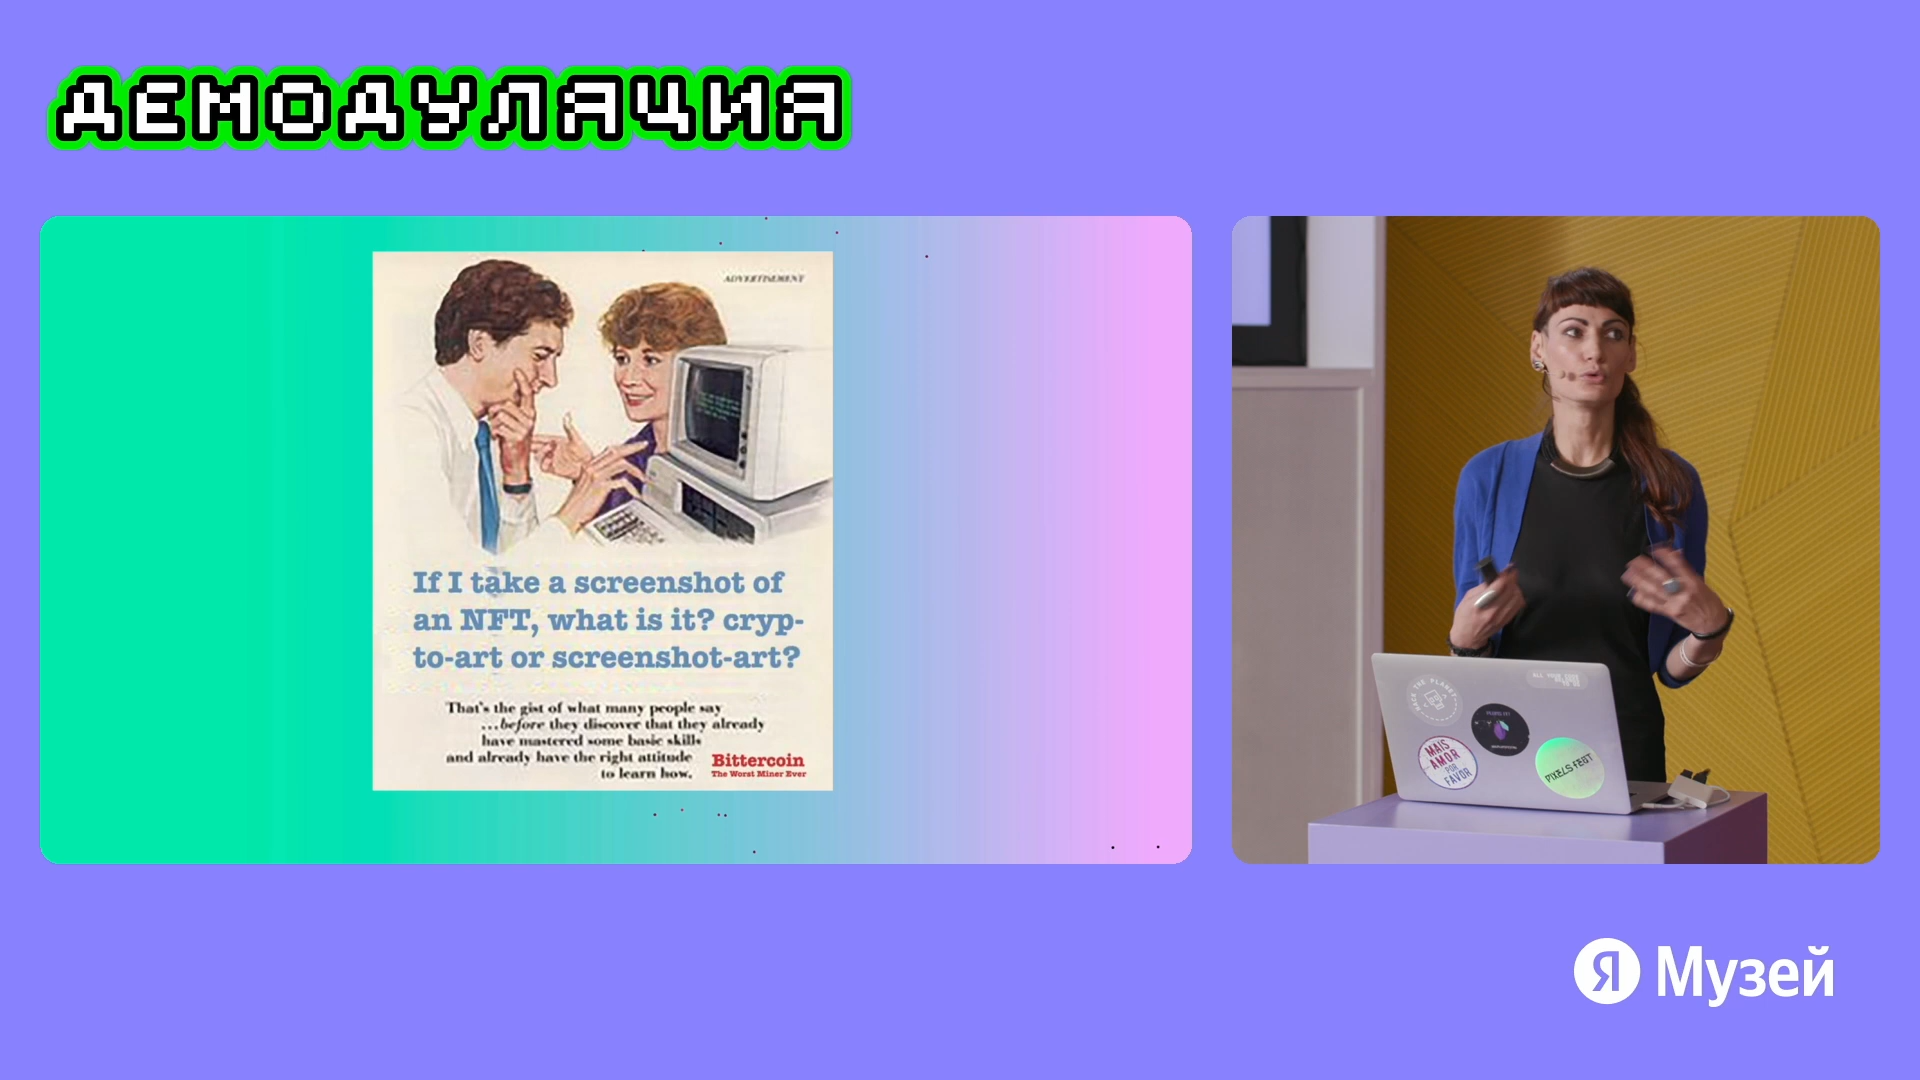 ДЕМОДУЛЯЦИЯ
ADVERTISEMENT
If I take a screenshot of
an NFT, what is it? cryp-
to-art or screenshot-art?
That's the gist of what many people say
...before they discover that they already
have mastered some basic skills
and already have the right attitude
to learn how.
Bittercoin
The Worst Miner Ever
HACK THE PLANET
MAIS
AMOR
POR
FAVOR
PIXELS FEST
Я Музей